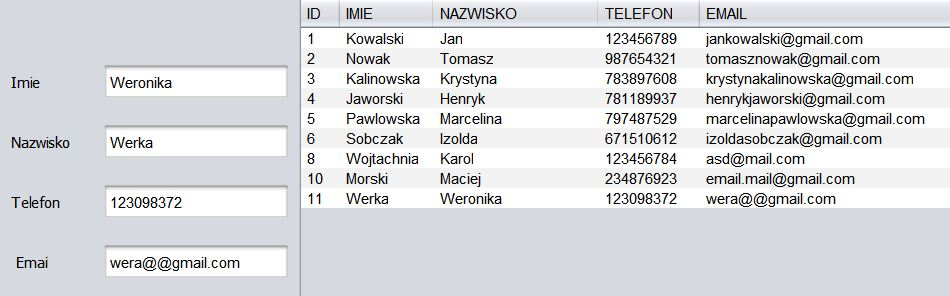 Imie Weronika
Nazwisko Werka
Telefon 123098372
Emai wera@@gmail.com
ID IMIE NAZWISKO TELEFON EMAIL
1 Kowalski Jan 123456789 jankowalski@gmail.com
2 Nowak Tomasz 987654321 tomasznowak@gmail.com
3 Kalinowska Krystyna 783897608 krystynakalinowska@gmail.com
4 Jaworski Henryk 781189937 henrykjaworski@gmail.com
5 Pawlowska Marcelina 797487529 marcelinapawlowska@gmail.com
6 Sobczak Izolda 671510612 izoldasobczak@gmail.com
8 Wojtachnia Karol 123456784 asd@mail.com
10 Morski Maciej 234876923 email.mail@gmail.com
11 Werka Weronika 123098372 wera@@gmail.com